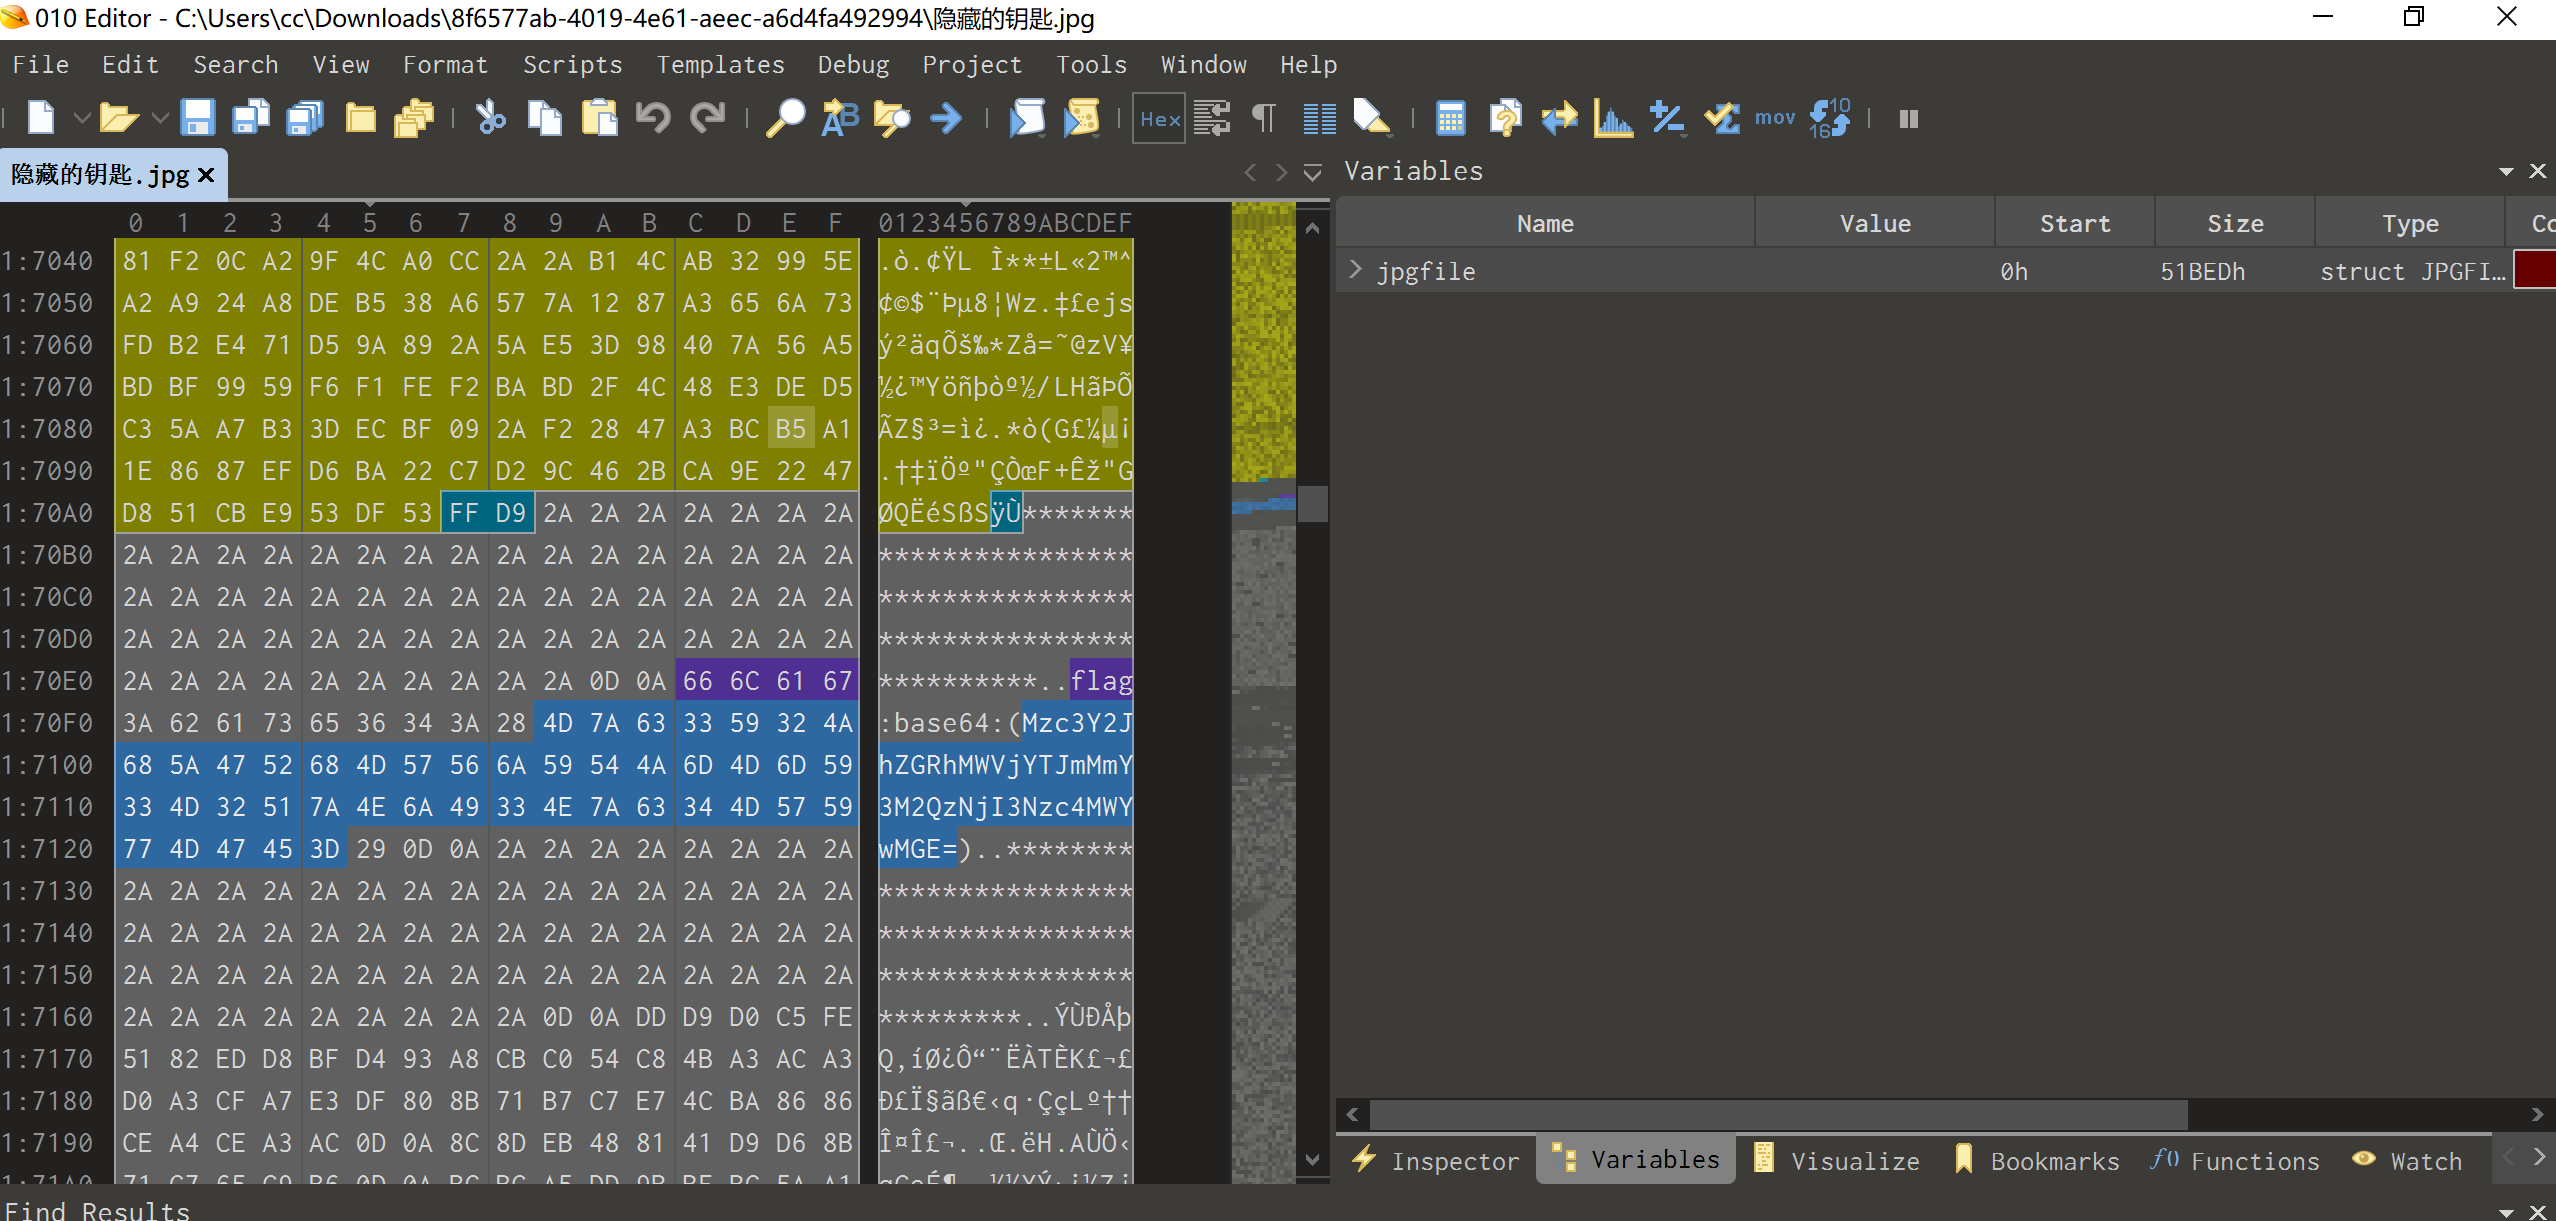 010 Editor - C:\Users\cc\Downloads\8f6577ab-4019-4e61-aeec-a6d4fa492994\隐藏的钥匙.jpg
File Edit Search View Format Scripts Templates Debug Project Tools Window Help
Hex mov 10 16
隐藏的钥匙.jpg
0 1 2 3 4 5 6 7 8 9 A B C D E F 0123456789ABCDEF
1:7040 81 F2 0C A2 9F 4C A0 CC 2A 2A B1 4C AB 32 99 5E .ò.¢ŸL Ì**±L«2™^
1:7050 A2 A9 24 A8 DE B5 38 A6 57 7A 12 87 A3 65 6A 73 ¢©$¨Þµ8¦Wz.‡£ejs
1:7060 FD B2 E4 71 D5 9A 89 2A 5A E5 3D 98 40 7A 56 A5 ý²äqÕš‰*Zå=˜@zV¥
1:7070 BD BF 99 59 F6 F1 FE F2 BA BD 2F 4C 48 E3 DE D5 ½¿™Yöñþòº½/LHãÞÕ
1:7080 C3 5A A7 B3 3D EC BF 09 2A F2 28 47 A3 BC B5 A1 ÃZ§³=ì¿.*ò(G£¼µ¡
1:7090 1E 86 87 EF D6 BA 22 C7 D2 9C 46 2B CA 9E 22 47 .†‡ïÖº"ÇÒœF+Êž"G
1:70A0 D8 51 CB E9 53 DF 53 FF D9 2A 2A 2A 2A 2A 2A 2A ØQËéSßSÿÙ*******
1:70B0 2A 2A 2A 2A 2A 2A 2A 2A 2A 2A 2A 2A 2A 2A 2A 2A ****************
1:70C0 2A 2A 2A 2A 2A 2A 2A 2A 2A 2A 2A 2A 2A 2A 2A 2A ****************
1:70D0 2A 2A 2A 2A 2A 2A 2A 2A 2A 2A 2A 2A 2A 2A 2A 2A ****************
1:70E0 2A 2A 2A 2A 2A 2A 2A 2A 2A 2A 0D 0A 66 6C 61 67 **********..flag
1:70F0 3A 62 61 73 65 36 34 3A 28 4D 7A 63 33 59 32 4A :base64:(Mzc3Y2J
1:7100 68 5A 47 52 68 4D 57 56 6A 59 54 4A 6D 4D 6D 59 hZGRhMWVjYTJmMmY
1:7110 33 4D 32 51 7A 4E 6A 49 33 4E 7A 63 34 4D 57 59 3M2QzNjI3Nzc4MWY
1:7120 77 4D 47 45 3D 29 0D 0A 2A 2A 2A 2A 2A 2A 2A 2A wMGE=)..********
1:7130 2A 2A 2A 2A 2A 2A 2A 2A 2A 2A 2A 2A 2A 2A 2A 2A ****************
1:7140 2A 2A 2A 2A 2A 2A 2A 2A 2A 2A 2A 2A 2A 2A 2A 2A ****************
1:7150 2A 2A 2A 2A 2A 2A 2A 2A 2A 2A 2A 2A 2A 2A 2A 2A ****************
1:7160 2A 2A 2A 2A 2A 2A 2A 2A 2A 0D 0A DD D9 D0 C5 FE *********..ÝÙÐÅþ
1:7170 51 82 ED D8 BF D4 93 A8 CB C0 54 C8 4B A3 AC A3 Q‚íØ¿Ô“¨ËÀTÈK£¬£
1:7180 D0 A3 CF A7 E3 DF 80 8B 71 B7 C7 E7 4C BA 86 86 Ð£Ï§ãß€‹q·ÇçLº††
1:7190 CE A4 CE A3 AC 0D 0A 8C 8D EB 48 81 41 D9 D6 8B Î¤Î£¬..Œ.ëH.AÙÖ‹
Variables
Name Value Start Size Type
jpgfile 0h 51BEDh struct JPGFI...
Inspector Variables Visualize Bookmarks Functions Watch
Find Results